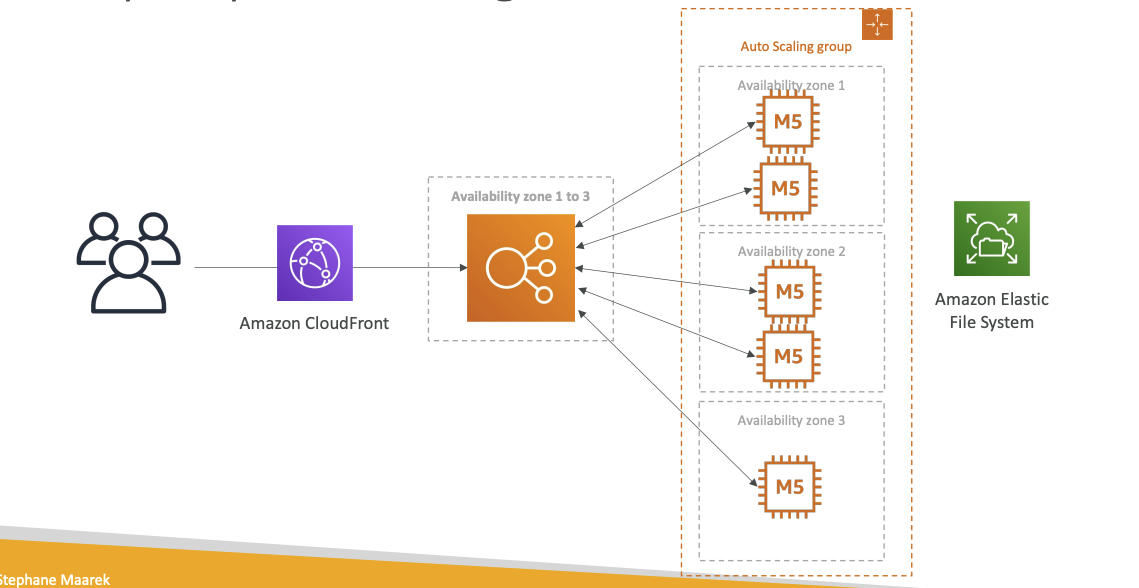 Auto Scaling group
Availability zone 1
M5
M5
Availability zone 1 to 3
Availability zone 2
M5
M5
Amazon CloudFront
Amazon Elastic
File System
Availability zone 3
M5
Stephane Maarek